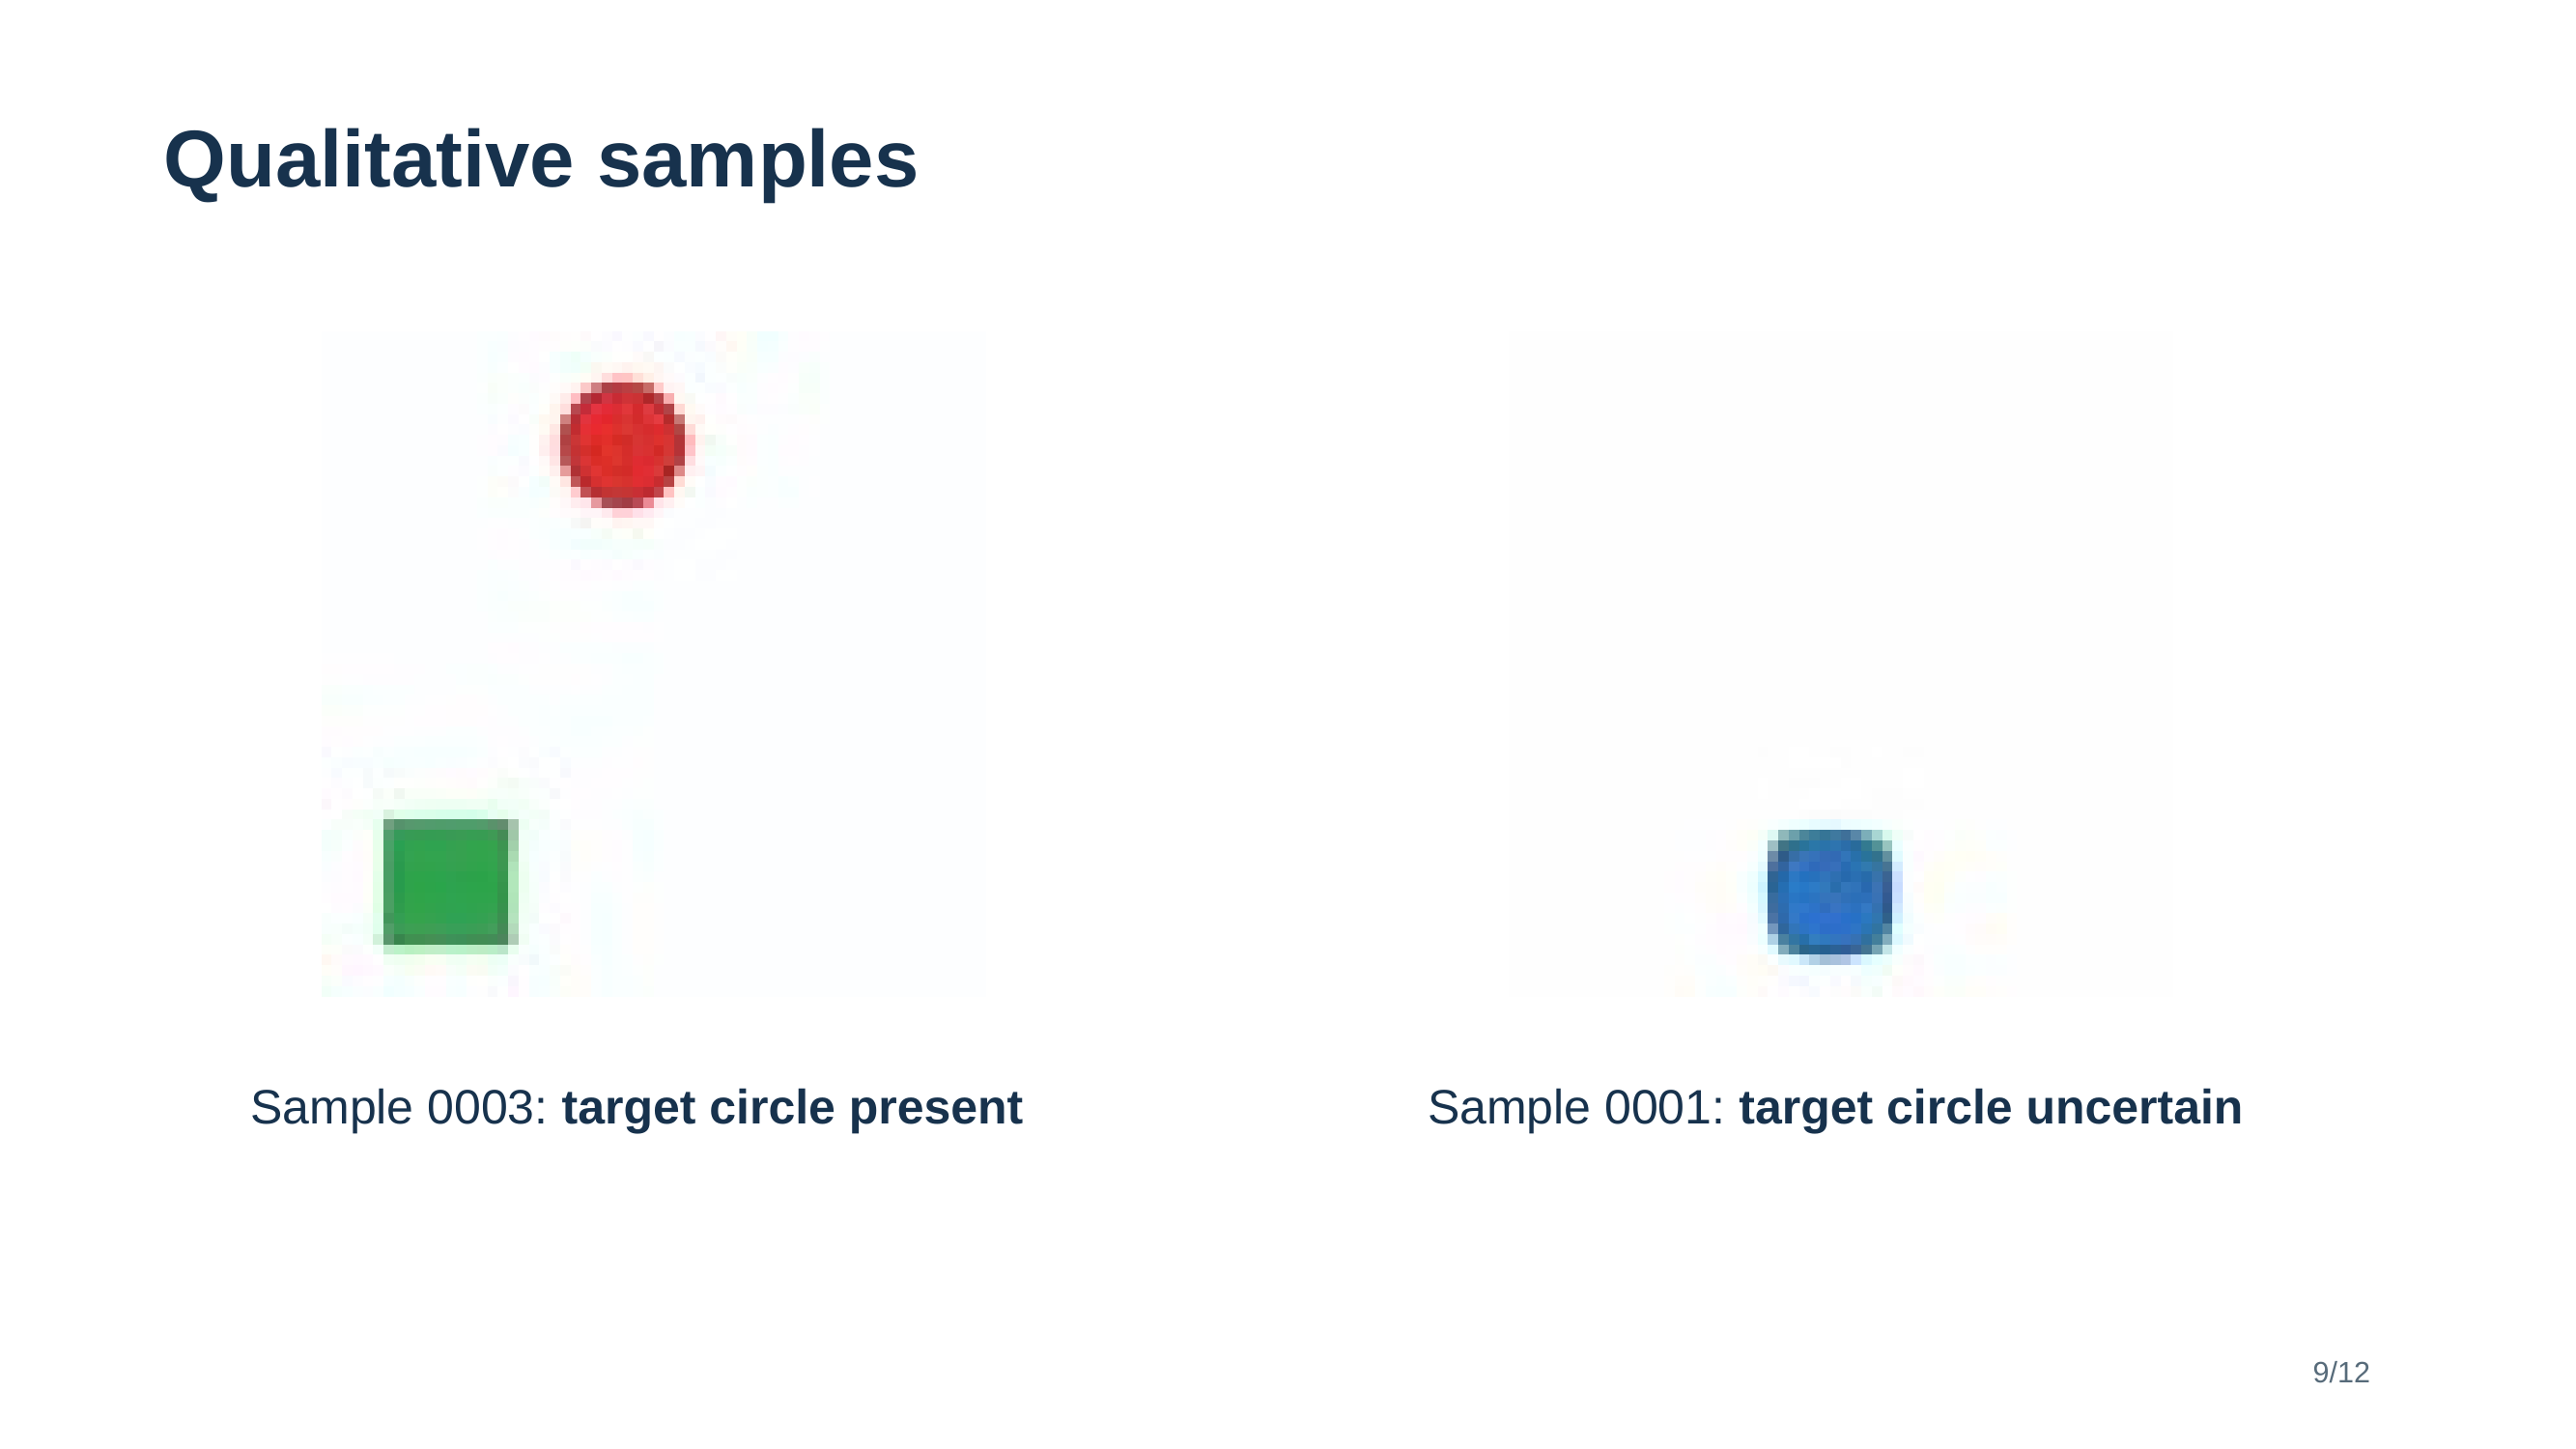 Qualitative samples
Sample 0003: target circle present
Sample 0001: target circle uncertain
9/12